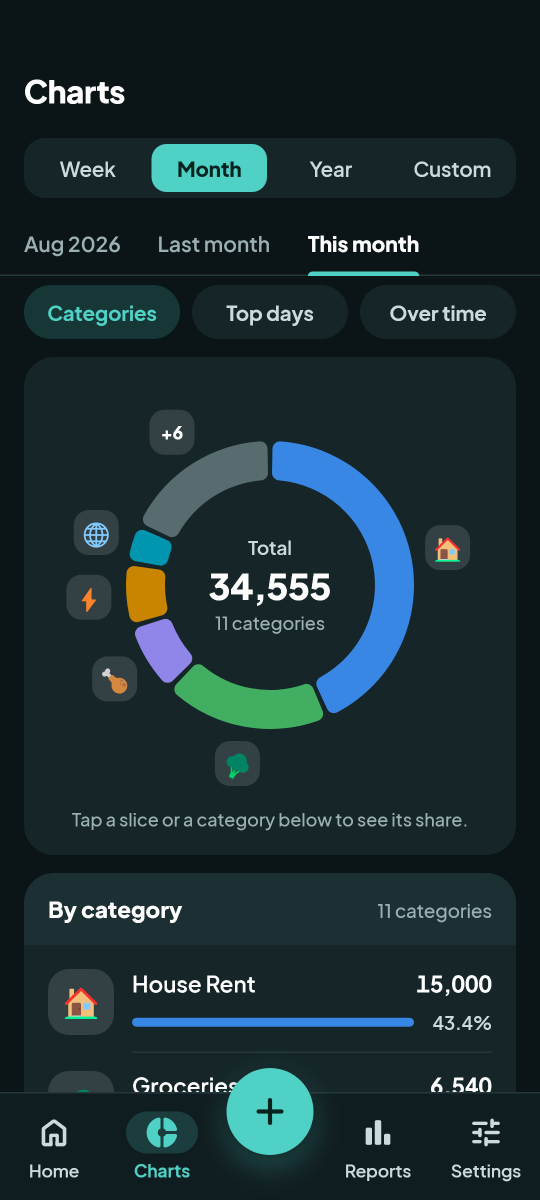 Charts
Week Month Year Custom
Aug 2026 Last month This month
Categories Top days Over time
+6
Total
34,555
11 categories
Tap a slice or a category below to see its share.
By category 11 categories
House Rent 15,000
43.4%
Groceries 6,540
Home Charts Reports Settings